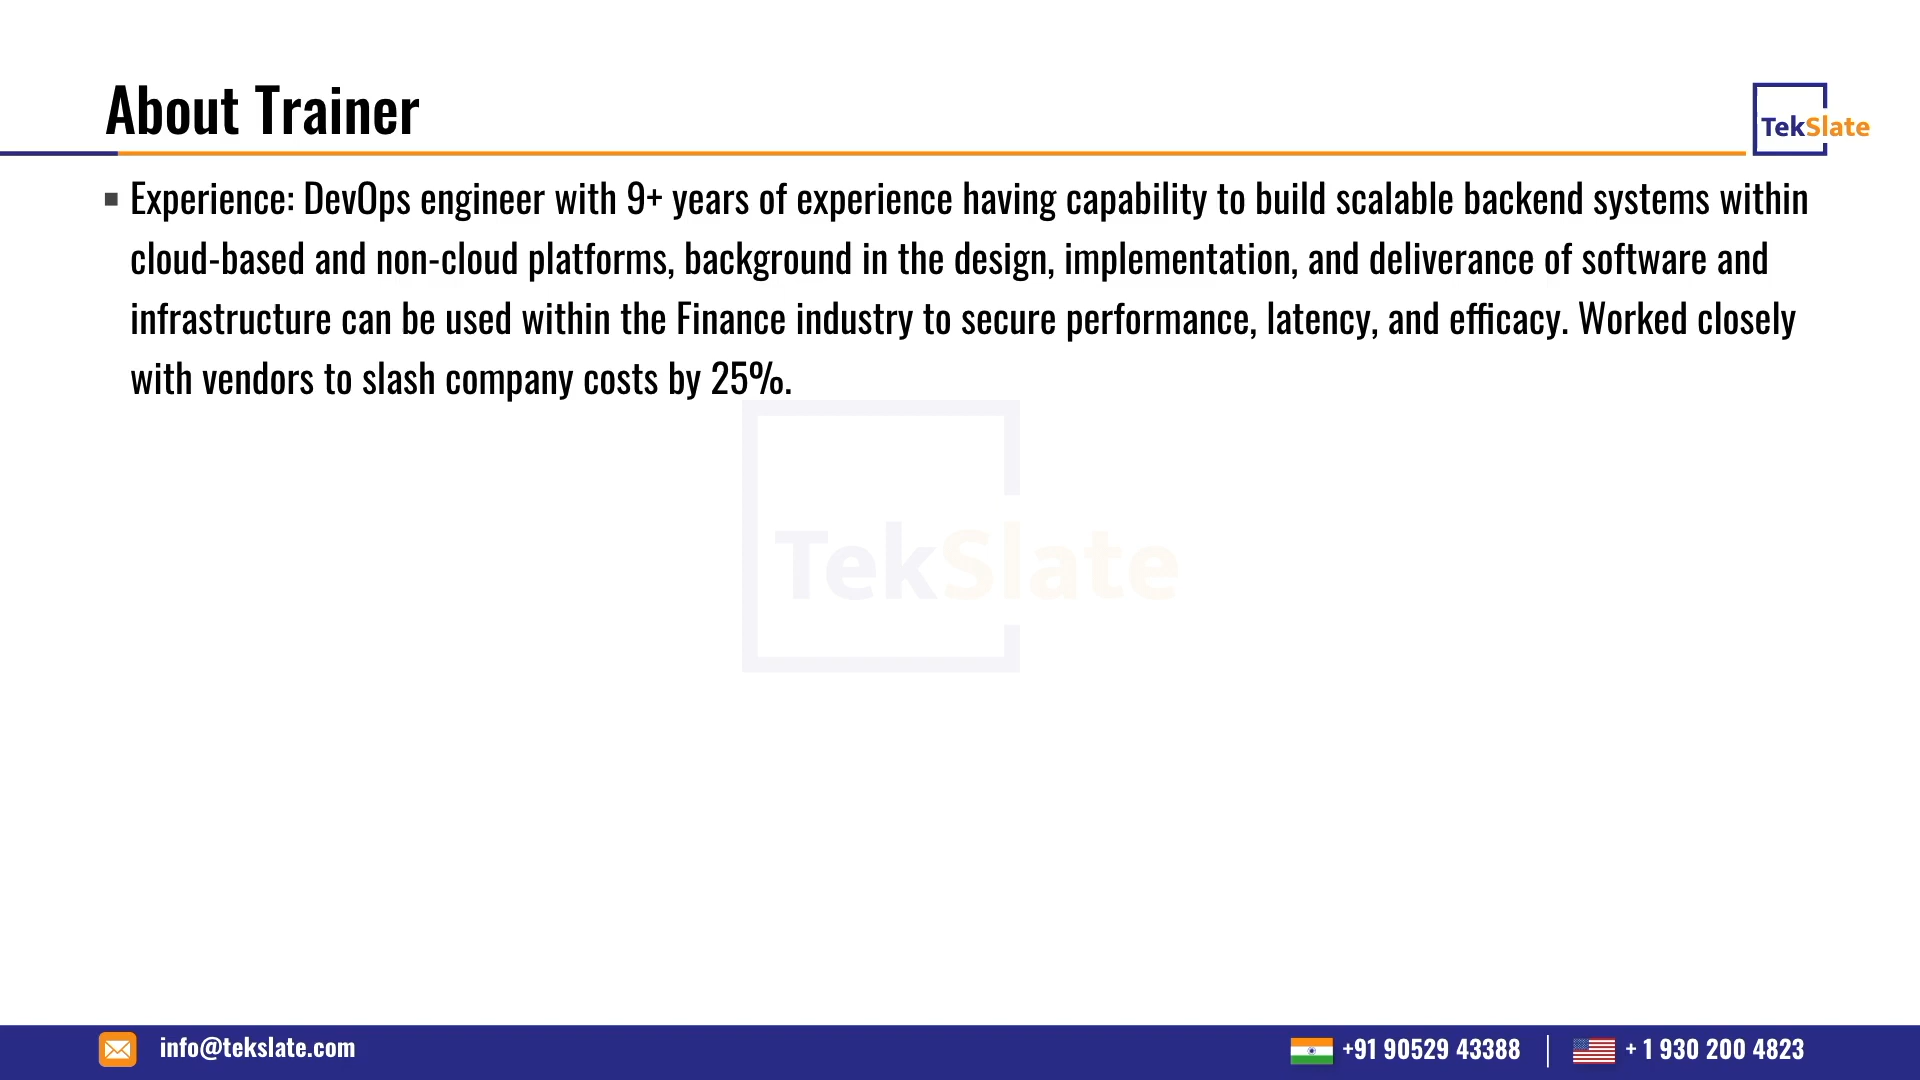 About Trainer
TekSlate
▪ Experience: DevOps engineer with 9+ years of experience having capability to build scalable backend systems within
cloud-based and non-cloud platforms, background in the design, implementation, and deliverance of software and
infrastructure can be used within the Finance industry to secure performance, latency, and efficacy. Worked closely
with vendors to slash company costs by 25%.
TekSlate
info@tekslate.com
+91 90529 43388
+ 1 930 200 4823